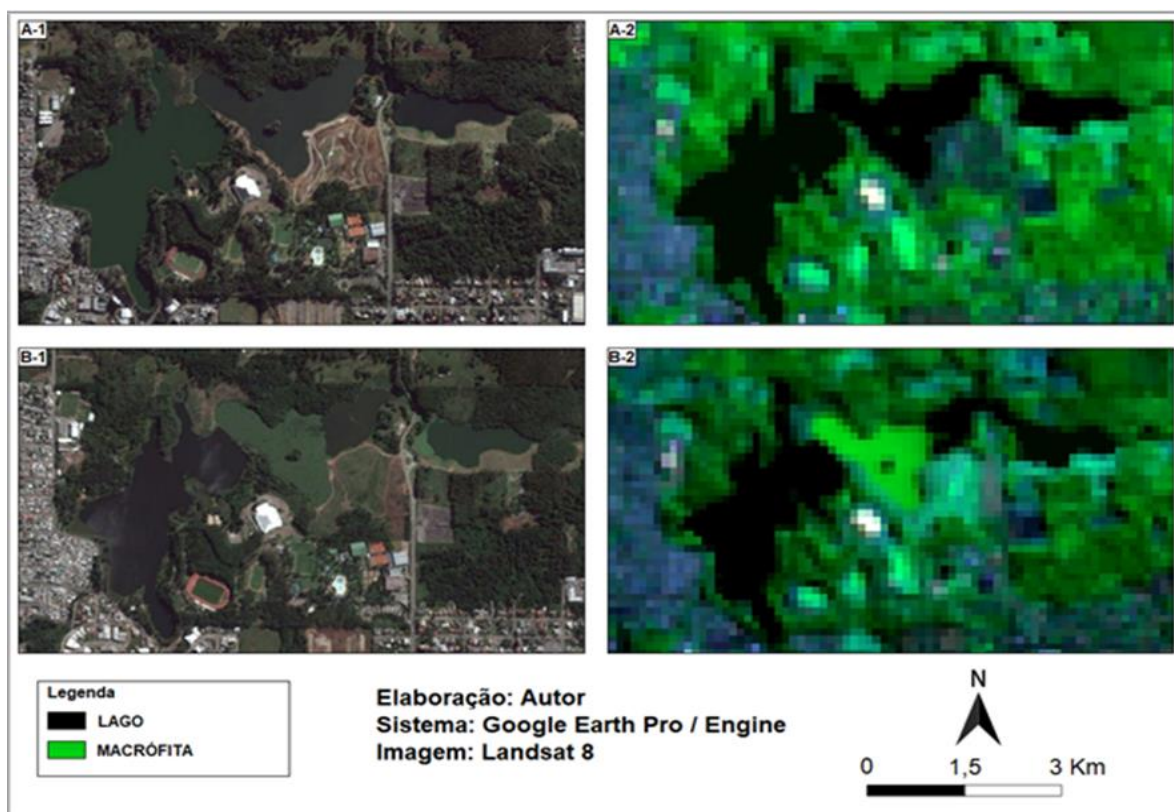 A-1
A-2
B-1
B-2
Legenda
LAGO
MACRÓFITA
Elaboração: Autor
Sistema: Google Earth Pro / Engine
Imagem: Landsat 8
N
0 1,5 3 Km